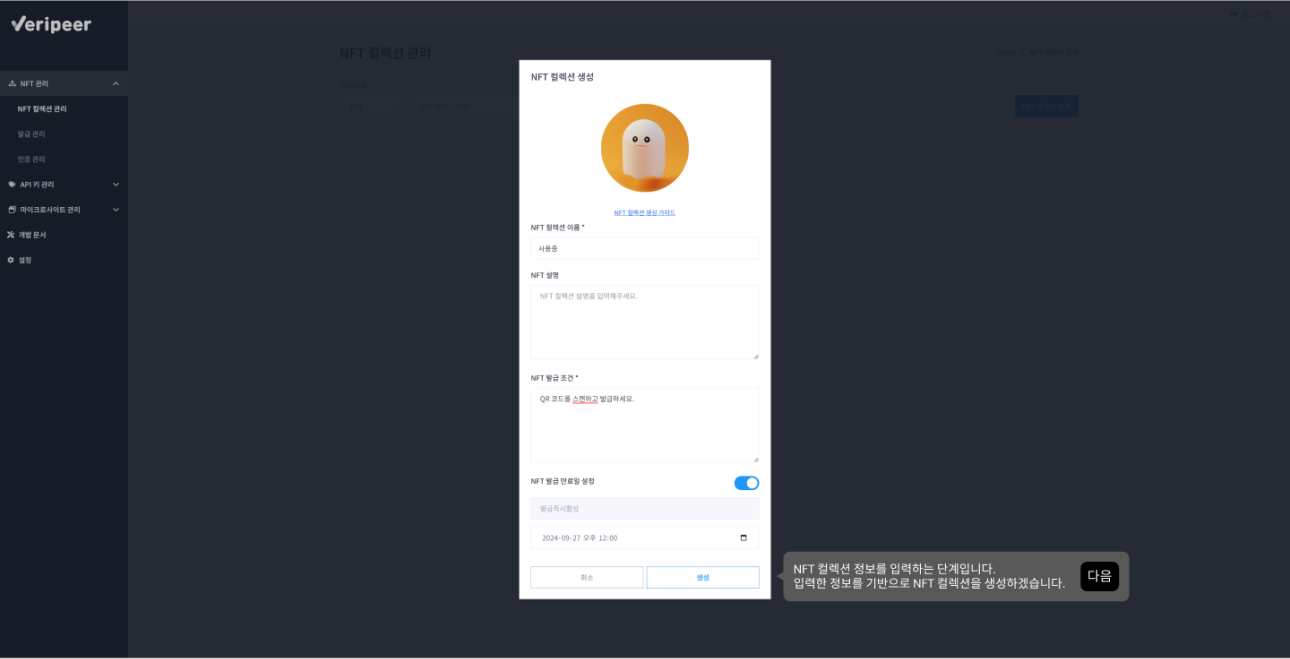 Veripeer
NFT 컬렉션 관리
NFT 관리
NFT 컬렉션 관리
발급 관리
인증 관리
API 키 관리
마이크로사이트 관리
개발 문서
설정
NFT 컬렉션 생성
NFT 컬렉션 생성 가이드
NFT 컬렉션 이름 *
사용중
NFT 설명
NFT 컬렉션 설명을 입력해주세요.
NFT 발급 조건 *
QR 코드를 스캔하고 발급하세요.
NFT 발급 만료일 설정
발급즉시활성
2024-09-27 오후 12:00
취소
생성
NFT 컬렉션 정보를 입력하는 단계입니다.
입력한 정보를 기반으로 NFT 컬렉션을 생성하겠습니다.
다음